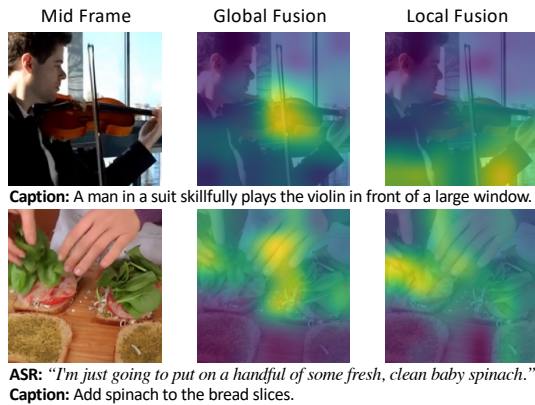 Mid Frame Global Fusion Local Fusion
Caption: A man in a suit skillfully plays the violin in front of a large window.
ASR: “I'm just going to put on a handful of some fresh, clean baby spinach.”
Caption: Add spinach to the bread slices.